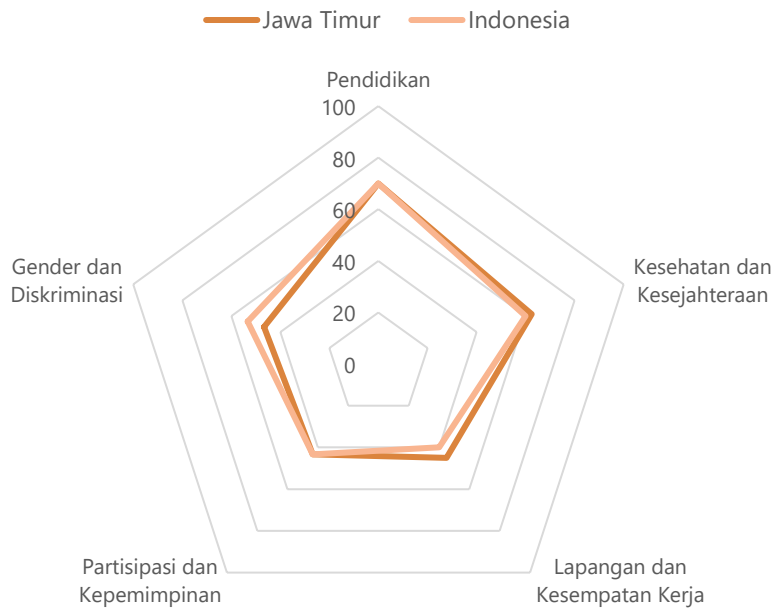 Jawa Timur Indonesia
Pendidikan
100
80
60
40
20
0
Kesehatan dan
Kesejahteraan
Lapangan dan
Kesempatan Kerja
Partisipasi dan
Kepemimpinan
Gender dan
Diskriminasi